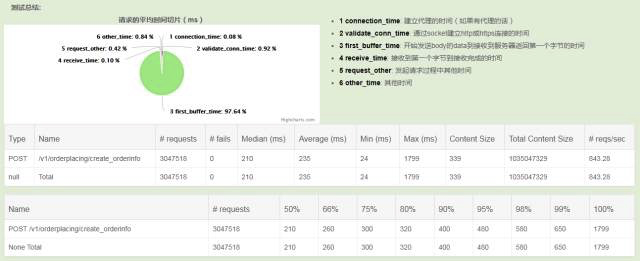 测试总结:
请求的平均时间切片 ( ms )
6 other_time: 0.84 %
1 connection_time: 0.08 %
5 request_other: 0.42 %
2 validate_conn_time: 0.92 %
4 receive_time: 0.10 %
3 first_buffer_time: 97.64 %
Highcharts.com
1 connection_time: 建立代理的时间（如果有代理的话）
2 validate_conn_time: 通过socket建立http或https连接的时间
3 first_buffer_time: 开始发送body的data到接收到服务器返回第一个字节的时间
4 receive_time: 接收到第一个字节到接收完成的时间
5 request_other: 发起请求过程中其他时间
6 other_time: 其他时间
Type Name # requests # fails Median (ms) Average (ms) Min (ms) Max (ms) Content Size Total Content Size # reqs/sec
POST /v1/orderplacing/create_orderinfo 3047518 0 210 235 24 1799 339 1035047329 843.28
null Total 3047518 0 210 235 24 1799 339 1035047329 843.28
Name # requests 50% 66% 75% 80% 90% 95% 98% 99% 100%
POST /v1/orderplacing/create_orderinfo 3047518 210 260 300 320 400 480 580 650 1799
None Total 3047518 210 260 300 320 400 480 580 650 1799